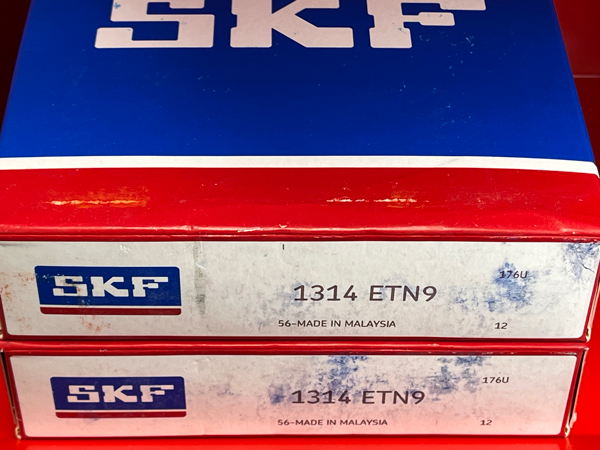 SKF
176U
SKF 1314 ETN9
56-MADE IN MALAYSIA 12
176U
SKF 1314 ETN9
56-MADE IN MALAYSIA 12